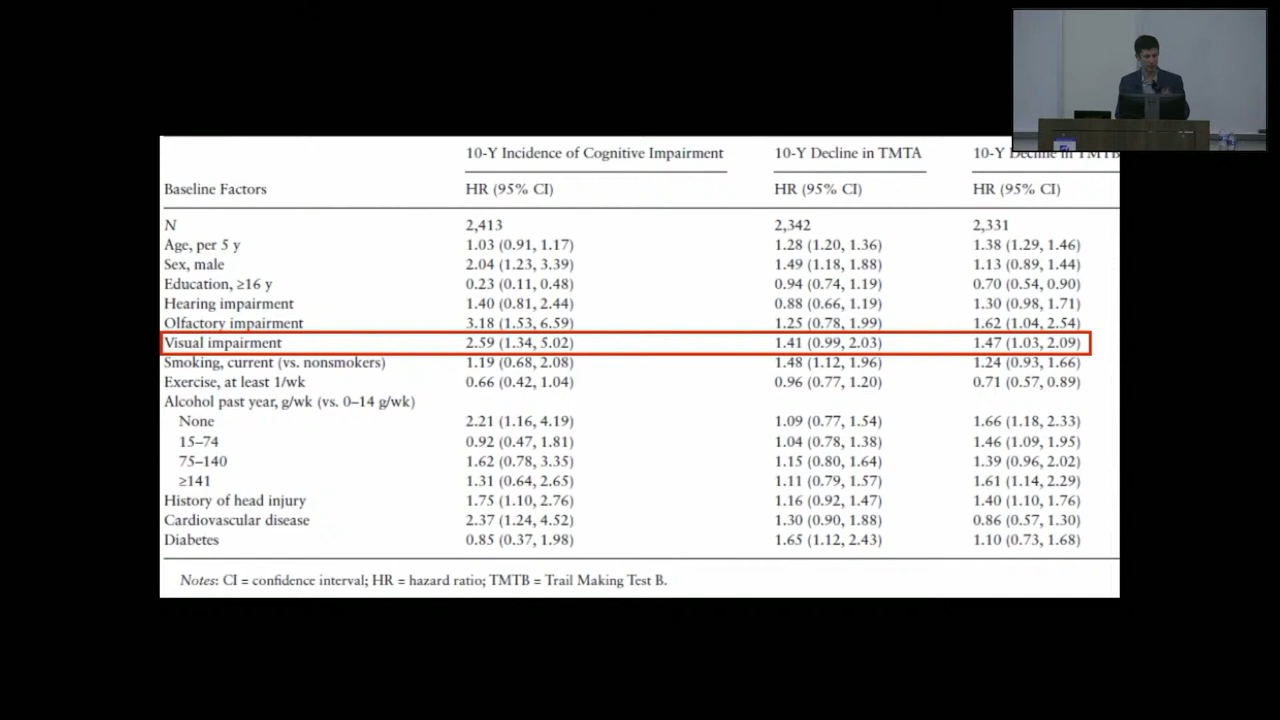 10-Y Incidence of Cognitive Impairment 10-Y Decline in TMTA 10-Y Decline in TMTB
Baseline Factors HR (95% CI) HR (95% CI) HR (95% CI)
N 2,413 2,342 2,331
Age, per 5 y 1.03 (0.91, 1.17) 1.28 (1.20, 1.36) 1.38 (1.29, 1.46)
Sex, male 2.04 (1.23, 3.39) 1.49 (1.18, 1.88) 1.13 (0.89, 1.44)
Education, ≥16 y 0.23 (0.11, 0.48) 0.94 (0.74, 1.19) 0.70 (0.54, 0.90)
Hearing impairment 1.40 (0.81, 2.44) 0.88 (0.66, 1.19) 1.30 (0.98, 1.71)
Olfactory impairment 3.18 (1.53, 6.59) 1.25 (0.78, 1.99) 1.62 (1.04, 2.54)
Visual impairment 2.59 (1.34, 5.02) 1.41 (0.99, 2.03) 1.47 (1.03, 2.09)
Smoking, current (vs. nonsmokers) 1.19 (0.68, 2.08) 1.48 (1.12, 1.96) 1.24 (0.93, 1.66)
Exercise, at least 1/wk 0.66 (0.42, 1.04) 0.96 (0.77, 1.20) 0.71 (0.57, 0.89)
Alcohol past year, g/wk (vs. 0–14 g/wk)
None 2.21 (1.16, 4.19) 1.09 (0.77, 1.54) 1.66 (1.18, 2.33)
15–74 0.92 (0.47, 1.81) 1.04 (0.78, 1.38) 1.46 (1.09, 1.95)
75–140 1.62 (0.78, 3.35) 1.15 (0.80, 1.64) 1.39 (0.96, 2.02)
≥141 1.31 (0.64, 2.65) 1.11 (0.79, 1.57) 1.61 (1.14, 2.29)
History of head injury 1.75 (1.10, 2.76) 1.16 (0.92, 1.47) 1.40 (1.10, 1.76)
Cardiovascular disease 2.37 (1.24, 4.52) 1.30 (0.90, 1.88) 0.86 (0.57, 1.30)
Diabetes 0.85 (0.37, 1.98) 1.65 (1.12, 2.43) 1.10 (0.73, 1.68)
Notes: CI = confidence interval; HR = hazard ratio; TMTB = Trail Making Test B.